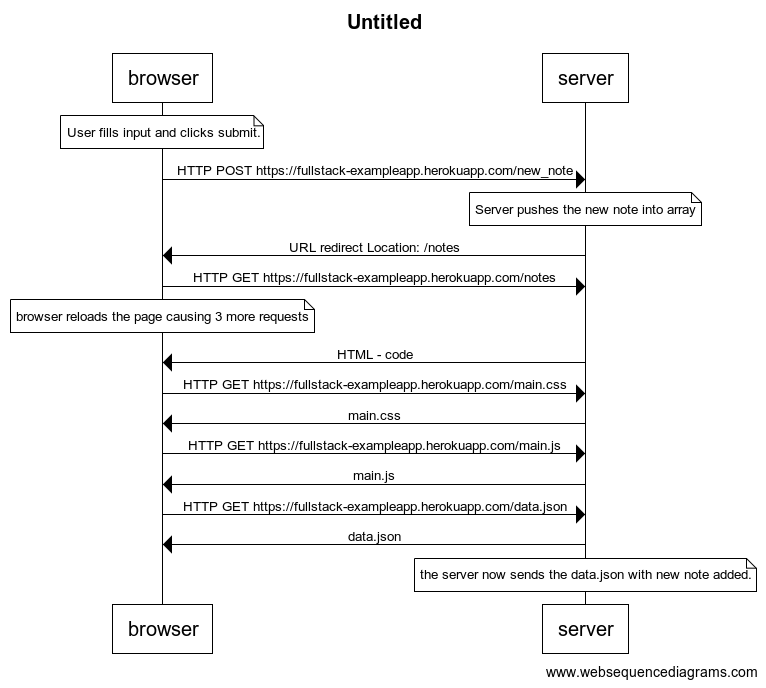 Untitled
browser
server
User fills input and clicks submit.
HTTP POST https://fullstack-exampleapp.herokuapp.com/new_note
Server pushes the new note into array
URL redirect Location: /notes
HTTP GET https://fullstack-exampleapp.herokuapp.com/notes
browser reloads the page causing 3 more requests
HTML - code
HTTP GET https://fullstack-exampleapp.herokuapp.com/main.css
main.css
HTTP GET https://fullstack-exampleapp.herokuapp.com/main.js
main.js
HTTP GET https://fullstack-exampleapp.herokuapp.com/data.json
data.json
the server now sends the data.json with new note added.
browser
server
www.websequencediagrams.com